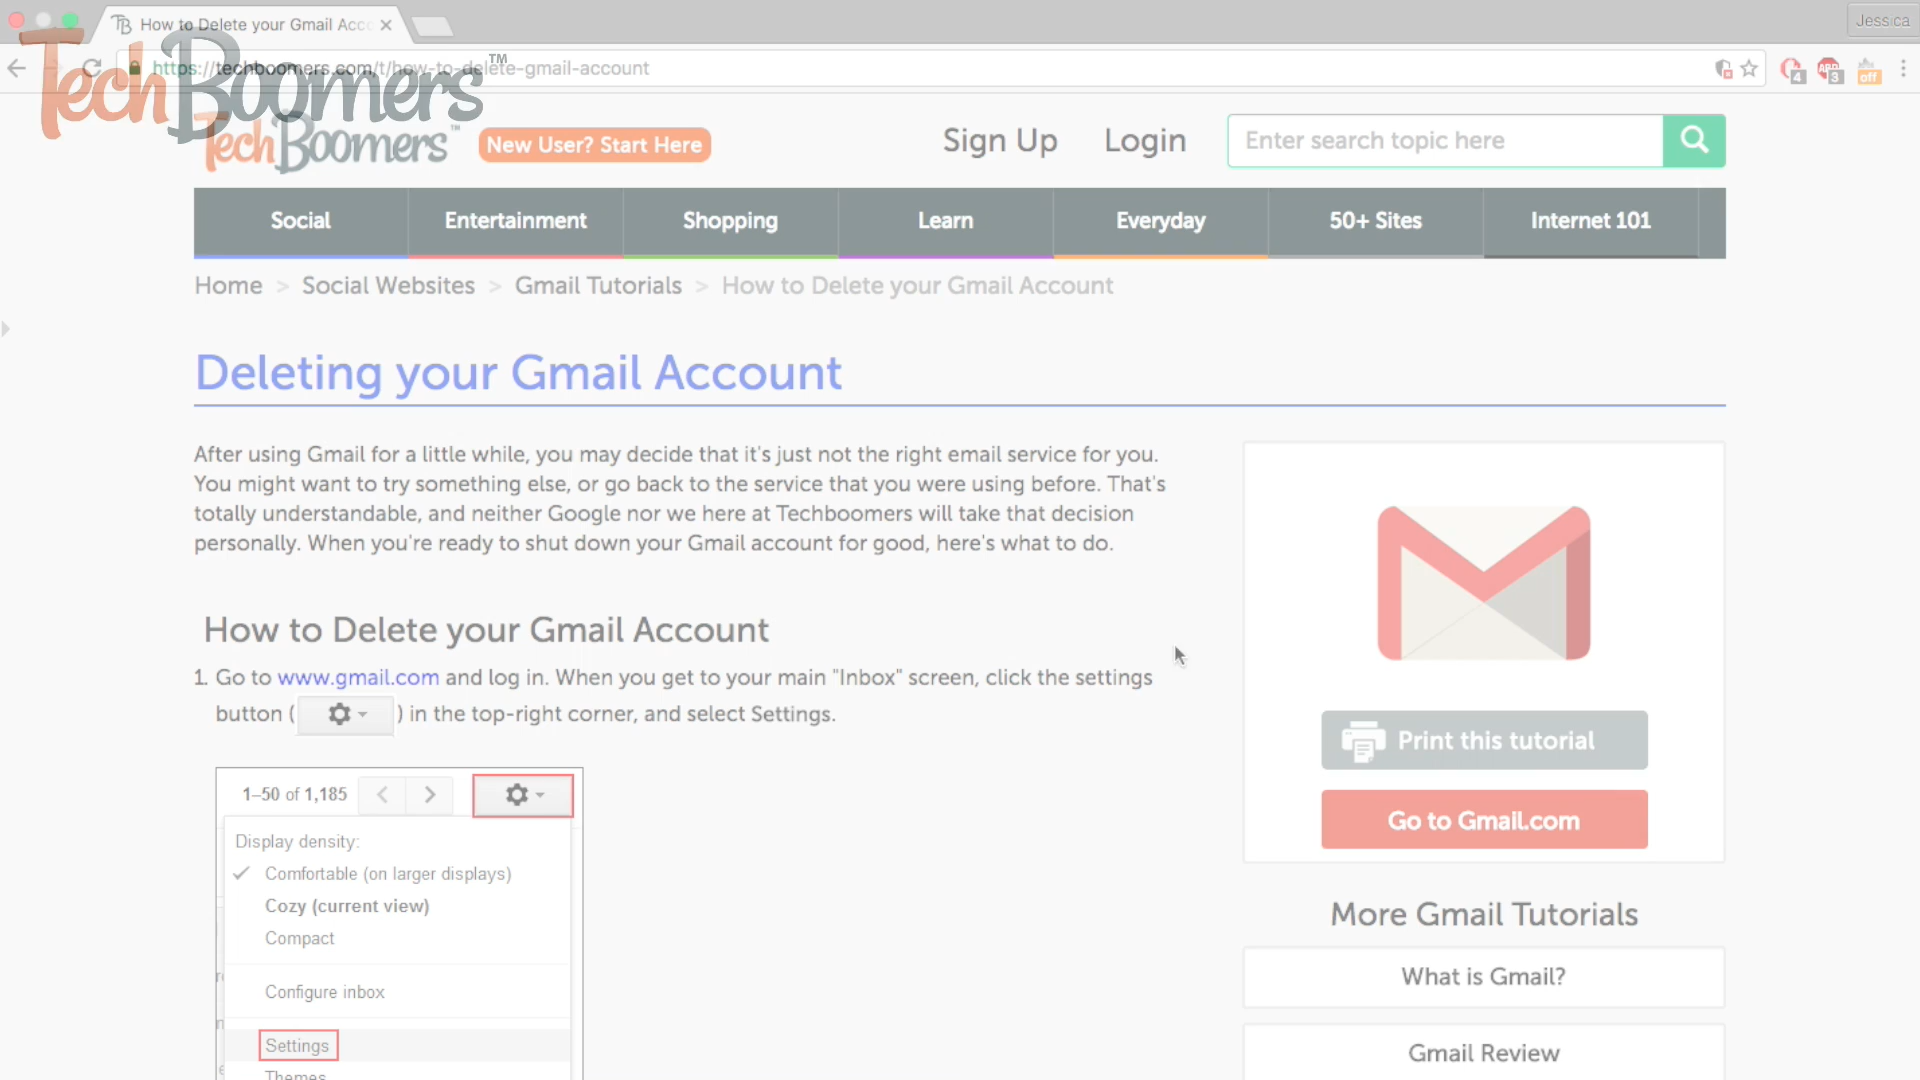 How to Delete your Gmail Acc
Jessica
https://techboomers.com/t/how-to-delete-gmail-account
4
ABP
3
off
TechBoomers™
TechBoomers™
New User? Start Here
Sign Up
Login
Enter search topic here
Social
Entertainment
Shopping
Learn
Everyday
50+ Sites
Internet 101
Home > Social Websites > Gmail Tutorials > How to Delete your Gmail Account
Deleting your Gmail Account
After using Gmail for a little while, you may decide that it's just not the right email service for you.
You might want to try something else, or go back to the service that you were using before. That's
totally understandable, and neither Google nor we here at Techboomers will take that decision
personally. When you're ready to shut down your Gmail account for good, here's what to do.
How to Delete your Gmail Account
1. Go to www.gmail.com and log in. When you get to your main "Inbox" screen, click the settings
button ( ) in the top-right corner, and select Settings.
1–50 of 1,185
Display density:
Comfortable (on larger displays)
Cozy (current view)
Compact
Configure inbox
Settings
Themes
Print this tutorial
Go to Gmail.com
More Gmail Tutorials
What is Gmail?
Gmail Review